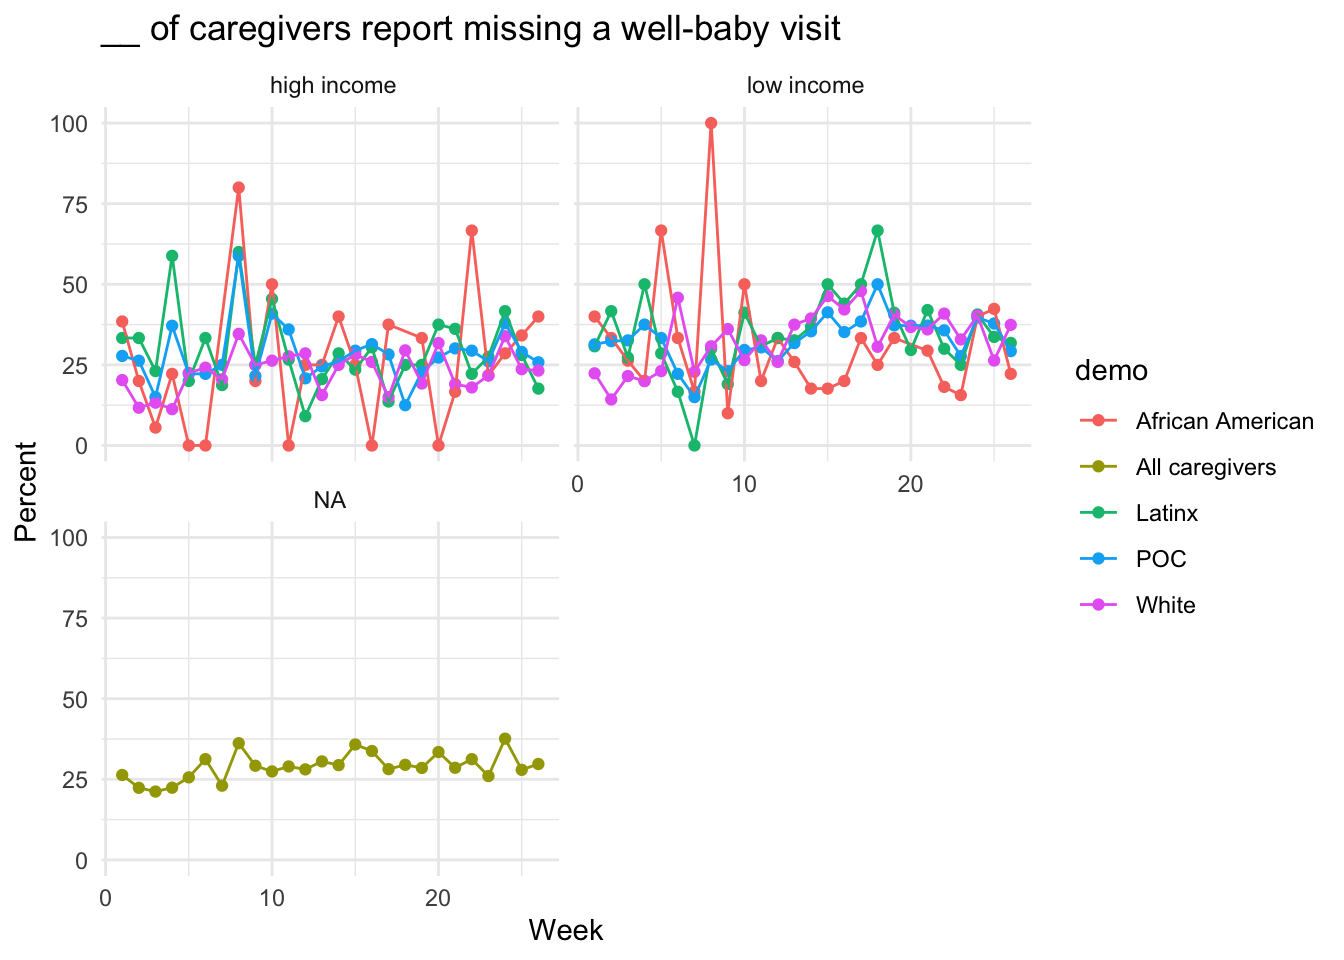 __ of caregivers report missing a well-baby visit
high income
low income
100
75
50
25
0
0
10
20
NA
100
75
50
25
0
0
10
20
Percent
Week
demo
African American
All caregivers
Latinx
POC
White